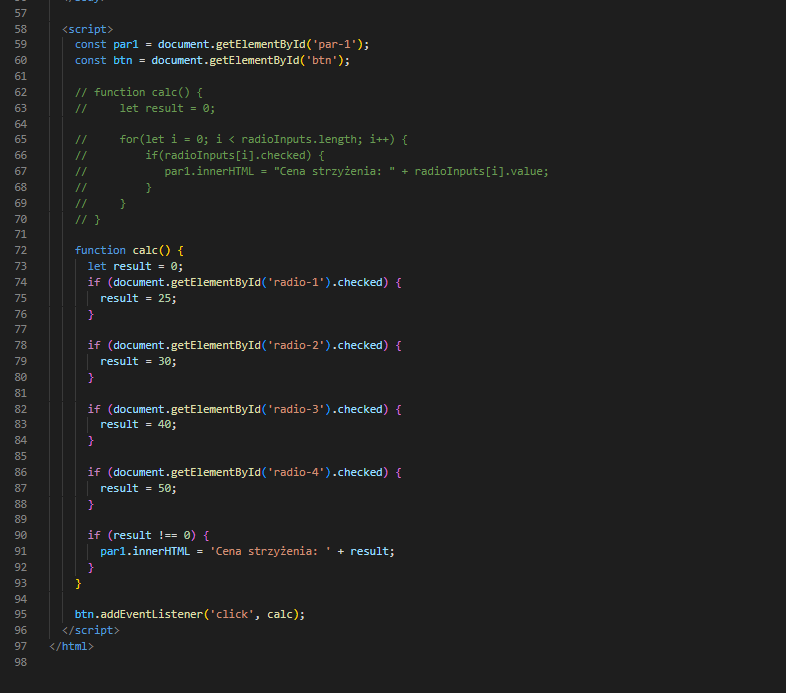 57
58 <script>
59 const par1 = document.getElementById('par-1');
60 const btn = document.getElementById('btn');
61
62 // function calc() {
63 //     let result = 0;
64
65 //     for(let i = 0; i < radioInputs.length; i++) {
66 //         if(radioInputs[i].checked) {
67 //            par1.innerHTML = "Cena strzyżenia: " + radioInputs[i].value;
68 //         }
69 //     }
70 // }
71
72 function calc() {
73 let result = 0;
74 if (document.getElementById('radio-1').checked) {
75 result = 25;
76 }
77
78 if (document.getElementById('radio-2').checked) {
79 result = 30;
80 }
81
82 if (document.getElementById('radio-3').checked) {
83 result = 40;
84 }
85
86 if (document.getElementById('radio-4').checked) {
87 result = 50;
88 }
89
90 if (result !== 0) {
91 par1.innerHTML = 'Cena strzyżenia: ' + result;
92 }
93 }
94
95 btn.addEventListener('click', calc);
96 </script>
97 </html>
98